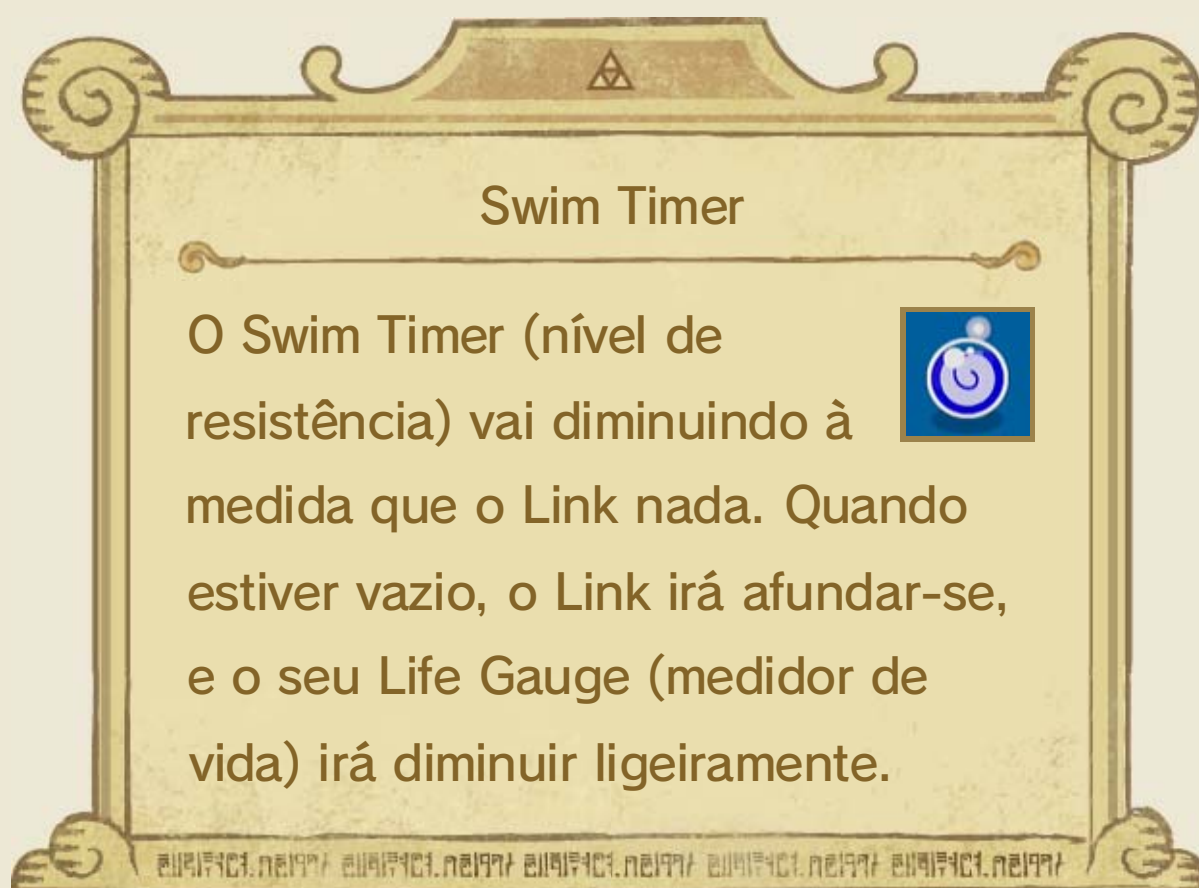 Swim Timer
O Swim Timer (nível de
resistência) vai diminuindo à
medida que o Link nada. Quando
estiver vazio, o Link irá afundar-se,
e o seu Life Gauge (medidor de
vida) irá diminuir ligeiramente.